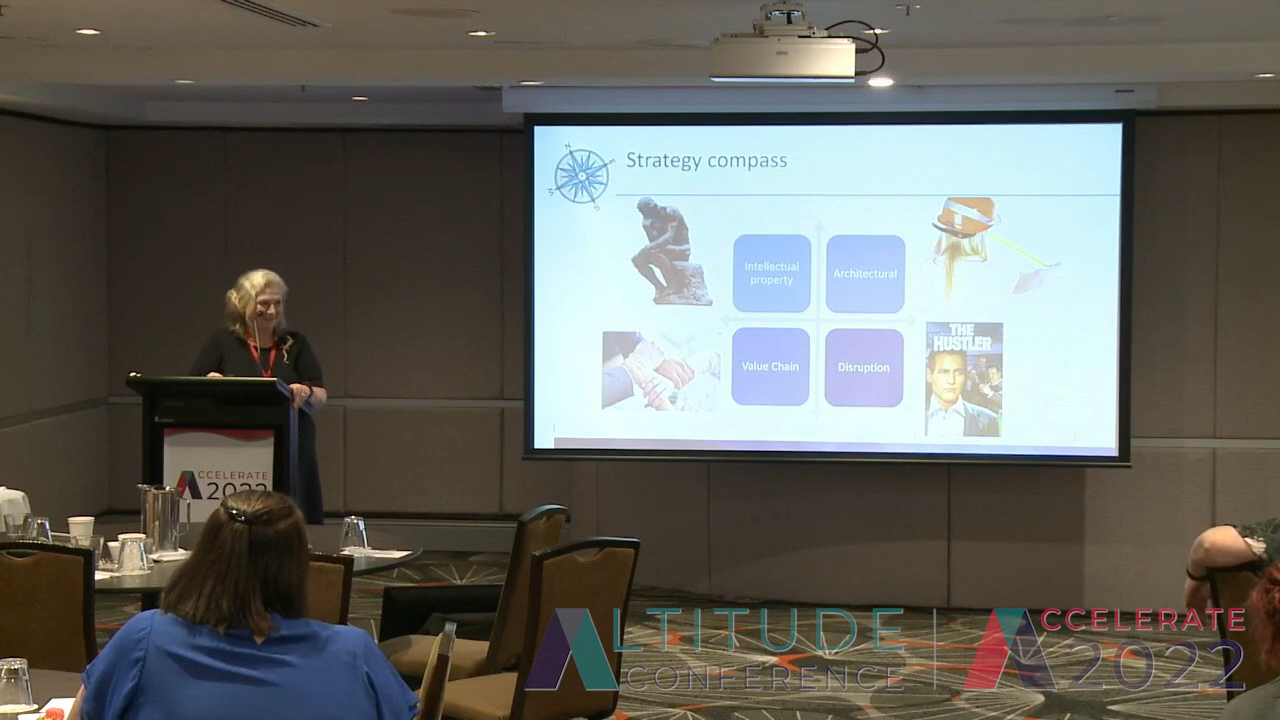 Strategy compass
Intellectual
property
Architectural
Value Chain
Disruption
THE
HUSTLER
ACCELERATE
2022
ALTITUDE
CONFERENCE
ACCELERATE
2022